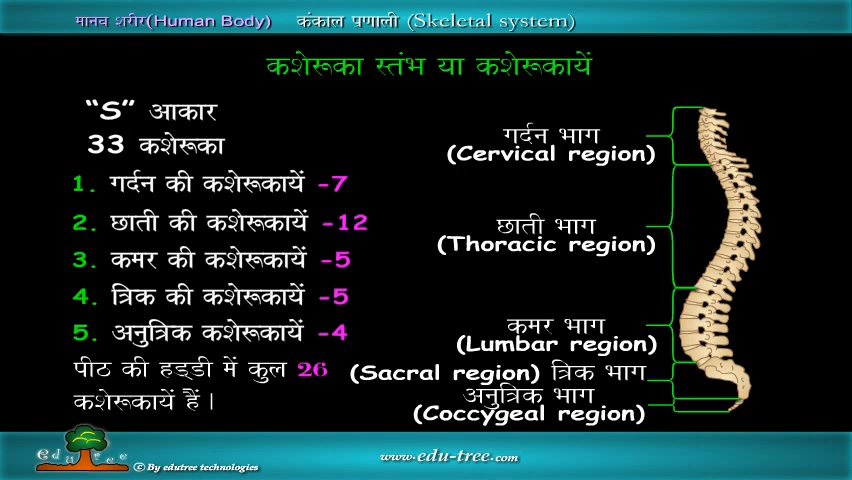 मानव शरीर(Human Body) कंकाल प्रणाली (Skeletal system)
कशेरूका स्तंभ या कशेरूकायें
“S” आकार
33 कशेरूका
1. गर्दन की कशेरूकायें -7
2. छाती की कशेरूकायें -12
3. कमर की कशेरूकायें -5
4. त्रिक की कशेरूकायें -5
5. अनुत्रिक कशेरूकायें -4
पीठ की हड्डी में कुल 26
कशेरूकायें हैं।
गर्दन भाग
(Cervical region)
छाती भाग
(Thoracic region)
कमर भाग
(Lumbar region)
(Sacral region) त्रिक भाग
अनुत्रिक भाग
(Coccygeal region)
edutree
© By edutree technologies
www.edu-tree.com